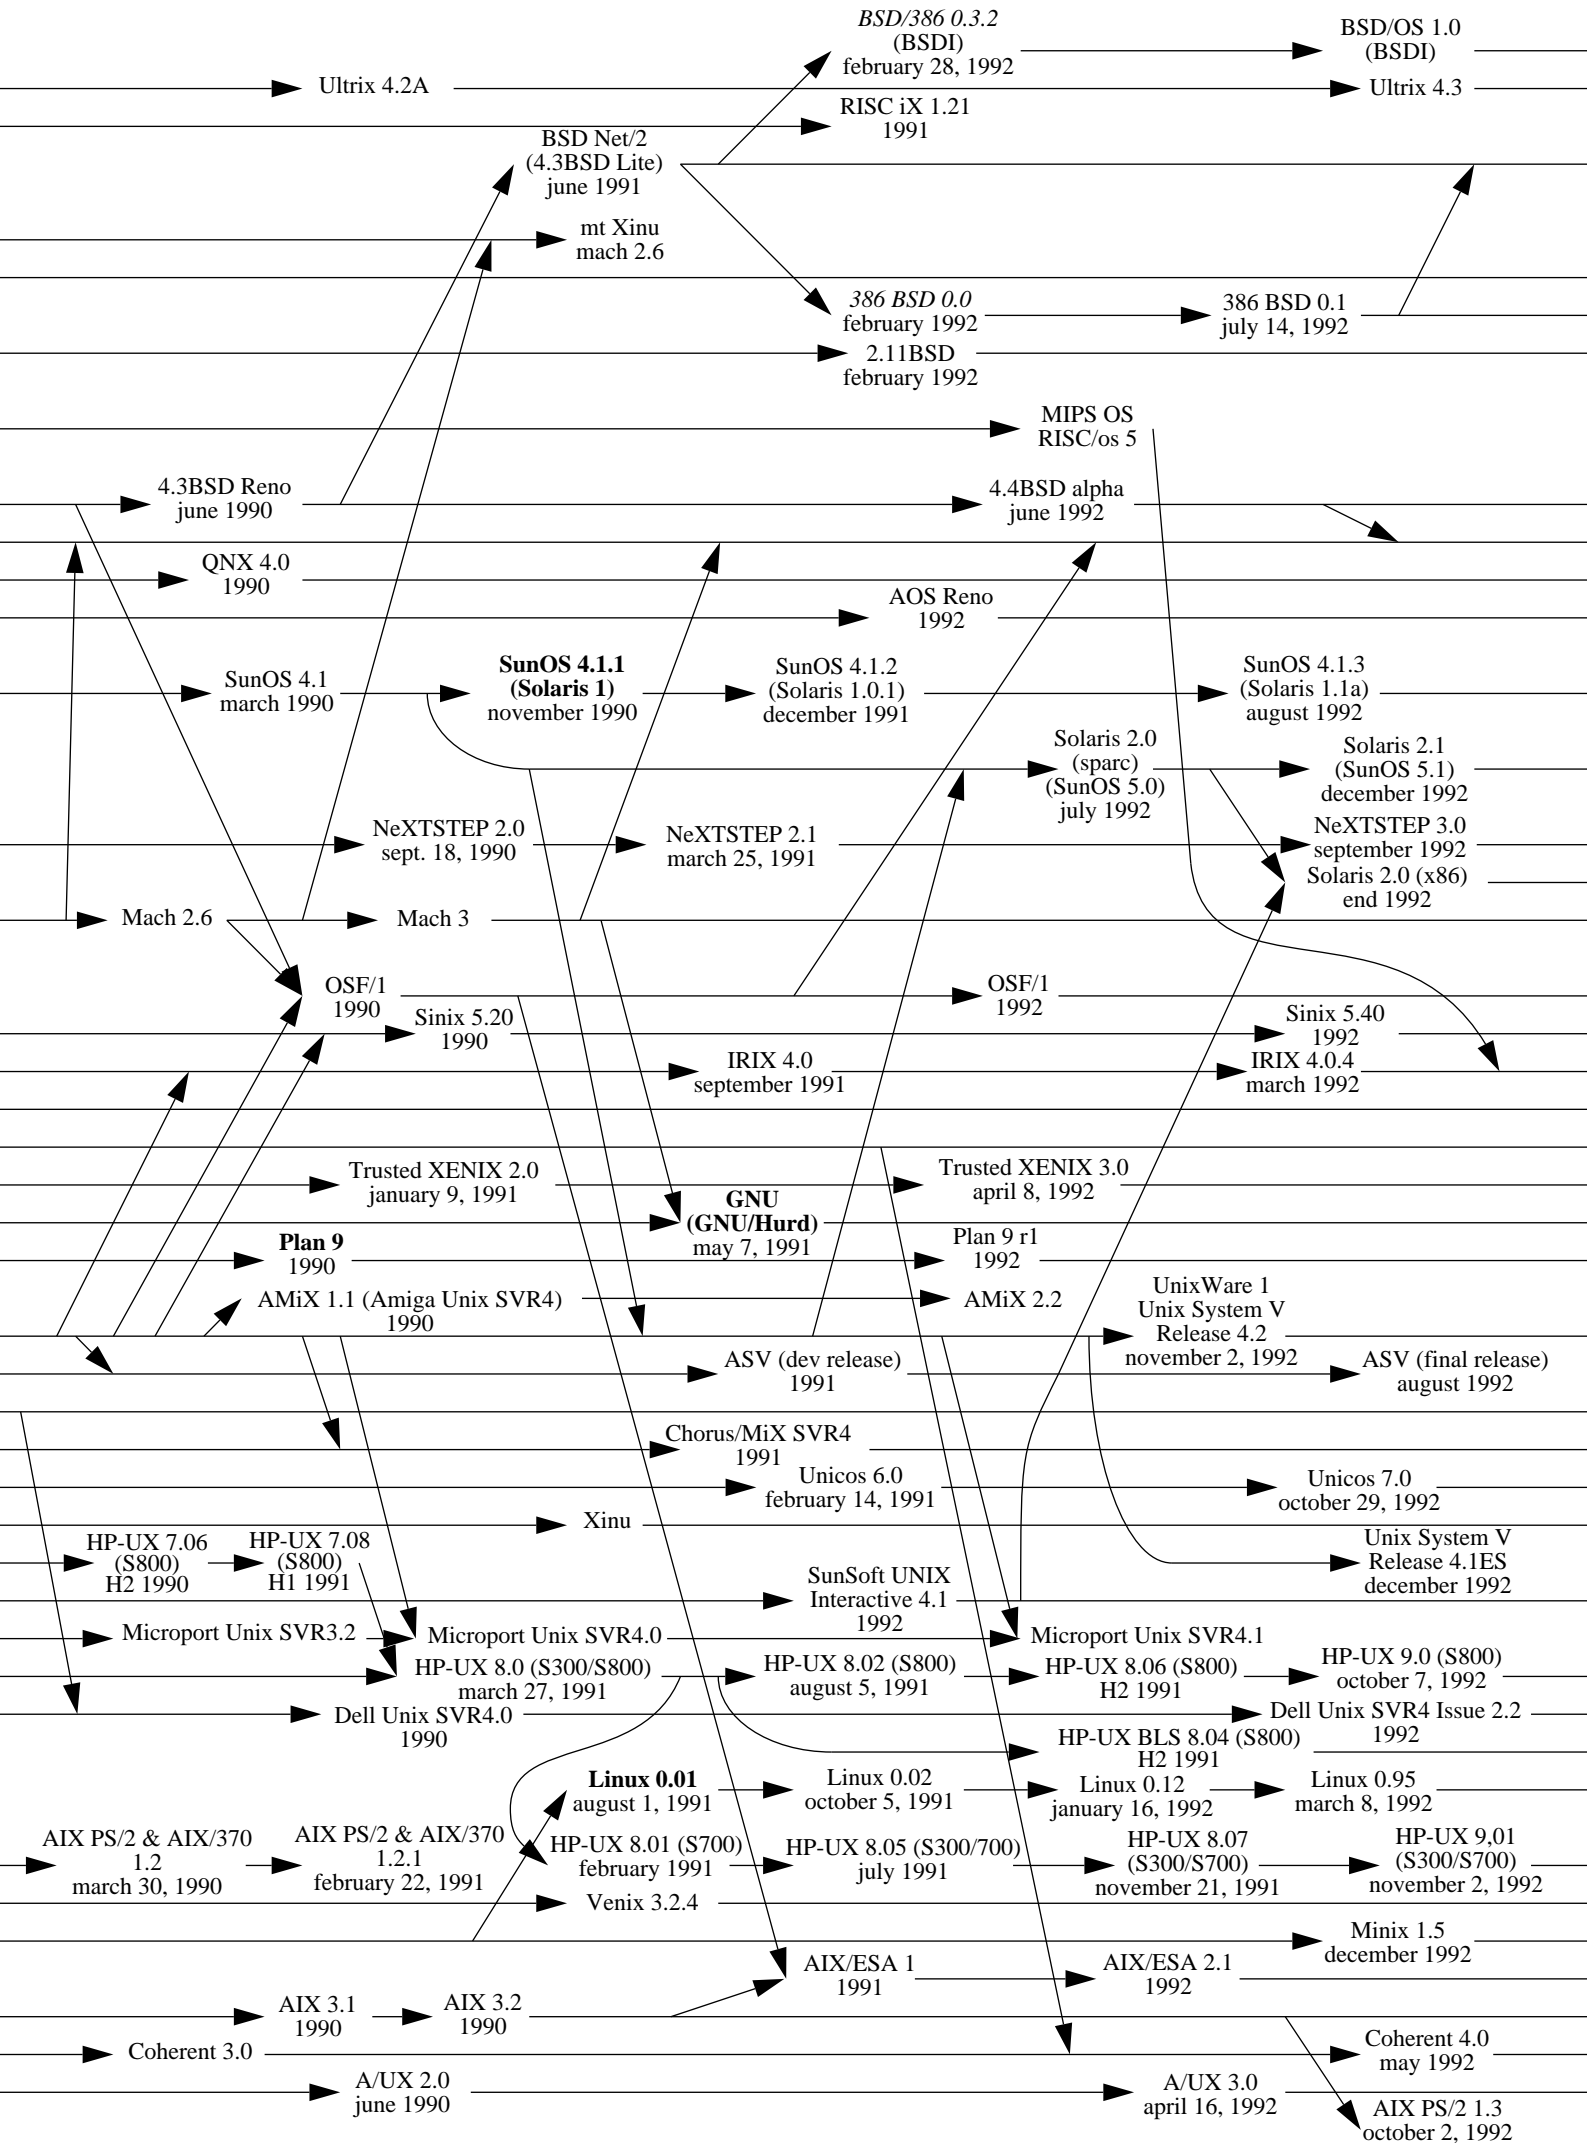 BSD/386 0.3.2
(BSDI)
february 28, 1992
BSD/OS 1.0
(BSDI)
Ultrix 4.2A
Ultrix 4.3
RISC iX 1.21
1991
BSD Net/2
(4.3BSD Lite)
june 1991
mt Xinu
mach 2.6
386 BSD 0.0
february 1992
386 BSD 0.1
july 14, 1992
2.11BSD
february 1992
MIPS OS
RISC/os 5
4.3BSD Reno
june 1990
4.4BSD alpha
june 1992
QNX 4.0
1990
AOS Reno
1992
SunOS 4.1
march 1990
SunOS 4.1.1
(Solaris 1)
november 1990
SunOS 4.1.2
(Solaris 1.0.1)
december 1991
SunOS 4.1.3
(Solaris 1.1a)
august 1992
Solaris 2.0
(sparc)
(SunOS 5.0)
july 1992
Solaris 2.1
(SunOS 5.1)
december 1992
NeXTSTEP 2.0
sept. 18, 1990
NeXTSTEP 2.1
march 25, 1991
NeXTSTEP 3.0
september 1992
Solaris 2.0 (x86)
end 1992
Mach 2.6
Mach 3
OSF/1
1990
OSF/1
1992
Sinix 5.20
1990
Sinix 5.40
1992
IRIX 4.0
september 1991
IRIX 4.0.4
march 1992
Trusted XENIX 2.0
january 9, 1991
Trusted XENIX 3.0
april 8, 1992
GNU
(GNU/Hurd)
may 7, 1991
Plan 9
1990
Plan 9 r1
1992
AMiX 1.1 (Amiga Unix SVR4)
1990
AMiX 2.2
UnixWare 1
Unix System V
Release 4.2
november 2, 1992
ASV (dev release)
1991
ASV (final release)
august 1992
Chorus/MiX SVR4
1991
Unicos 6.0
february 14, 1991
Unicos 7.0
october 29, 1992
Xinu
HP-UX 7.06
(S800)
H2 1990
HP-UX 7.08
(S800)
H1 1991
Unix System V
Release 4.1ES
december 1992
SunSoft UNIX
Interactive 4.1
1992
Microport Unix SVR3.2
Microport Unix SVR4.0
Microport Unix SVR4.1
HP-UX 8.0 (S300/S800)
march 27, 1991
HP-UX 8.02 (S800)
august 5, 1991
HP-UX 8.06 (S800)
H2 1991
HP-UX 9.0 (S800)
october 7, 1992
Dell Unix SVR4.0
1990
Dell Unix SVR4 Issue 2.2
1992
HP-UX BLS 8.04 (S800)
H2 1991
Linux 0.01
august 1, 1991
Linux 0.02
october 5, 1991
Linux 0.12
january 16, 1992
Linux 0.95
march 8, 1992
AIX PS/2 & AIX/370
1.2
march 30, 1990
AIX PS/2 & AIX/370
1.2.1
february 22, 1991
HP-UX 8.01 (S700)
february 1991
HP-UX 8.05 (S300/700)
july 1991
HP-UX 8.07
(S300/S700)
november 21, 1991
HP-UX 9,01
(S300/S700)
november 2, 1992
Venix 3.2.4
Minix 1.5
december 1992
AIX/ESA 1
1991
AIX/ESA 2.1
1992
AIX 3.1
1990
AIX 3.2
1990
Coherent 3.0
Coherent 4.0
may 1992
A/UX 2.0
june 1990
A/UX 3.0
april 16, 1992
AIX PS/2 1.3
october 2, 1992